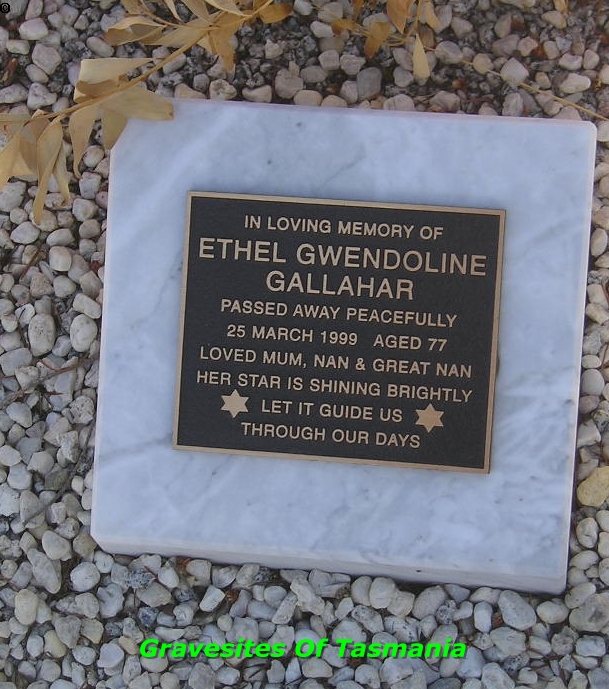 IN LOVING MEMORY OF
ETHEL GWENDOLINE
GALLAHAR
PASSED AWAY PEACEFULLY
25 MARCH 1999 AGED 77
LOVED MUM, NAN & GREAT NAN
HER STAR IS SHINING BRIGHTLY
LET IT GUIDE US
THROUGH OUR DAYS
Gravesites Of Tasmania